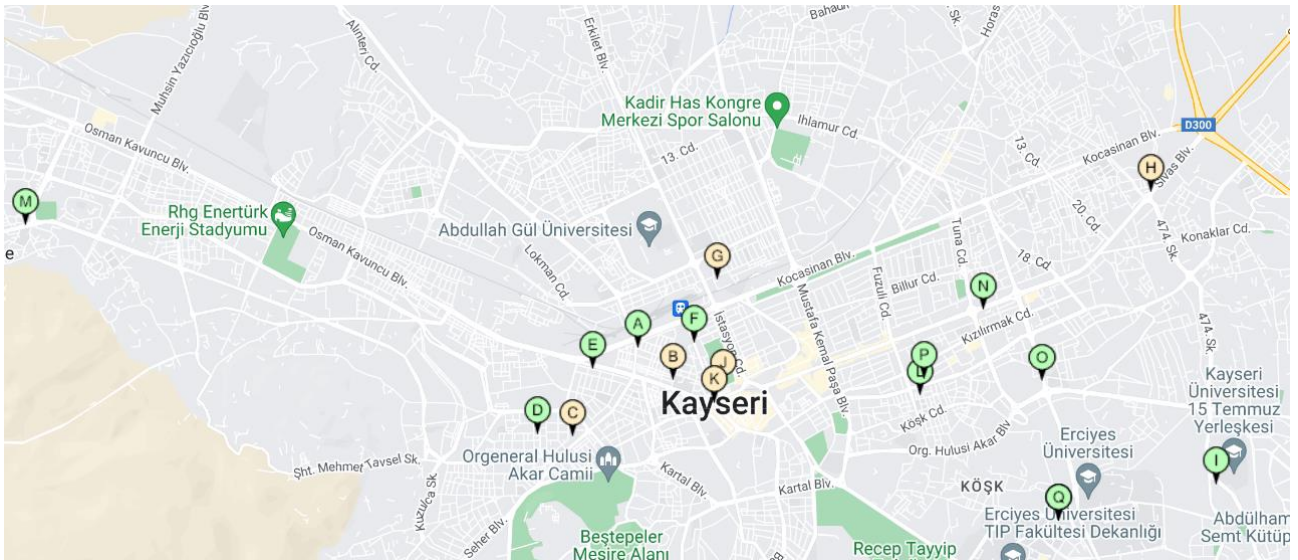 Muhsin Yazıcıoğlu Blv.
Alinteri Cd.
Erkilet Blv.
Sk.
Horas
Kadir Has Kongre
Merkezi Spor Salonu
Ihlamur Cd.
D300
Osman Kavuncu Blv.
13. Cd.
13. Cd.
Kocasinan Blv.
H
Sivas Blv.
M
Rhg Enertürk
Enerji Stadyumu
Abdullah Gül Üniversitesi
20. Cd.
474. Sk.
Konaklar Cd.
e
Osman Kavuncu Blv.
Lokman Cd.
G
Kocasinan Blv.
Tuna Cd.
18. Cd
Fuzuli Cd.
Billur Cd.
N
Mustafa Kemal Paşa Blv.
A
F
İstasyon Cd.
Kızılırmak Cd.
474. Sk.
E
B
J
K
P
L
O
Kayseri
Kayseri
Üniversitesi
15 Temmuz
Yerleşkesi
D
C
Köşk Cd.
Org. Hulusi Akar Blv.
Erciyes
Üniversitesi
I
Şht. Mehmet Tavsel Sk.
Orgeneral Hulusi
Akar Camii
Kartal Blv.
Kartal Blv.
KÖŞK
Kuzulca Sk.
Seher Blv.
Q
Erciyes Üniversitesi
TIP Fakültesi Dekanlığı
Abdülham
Semt Kütüp
Beştepeler
Mesire Alanı
Recep Tayyip